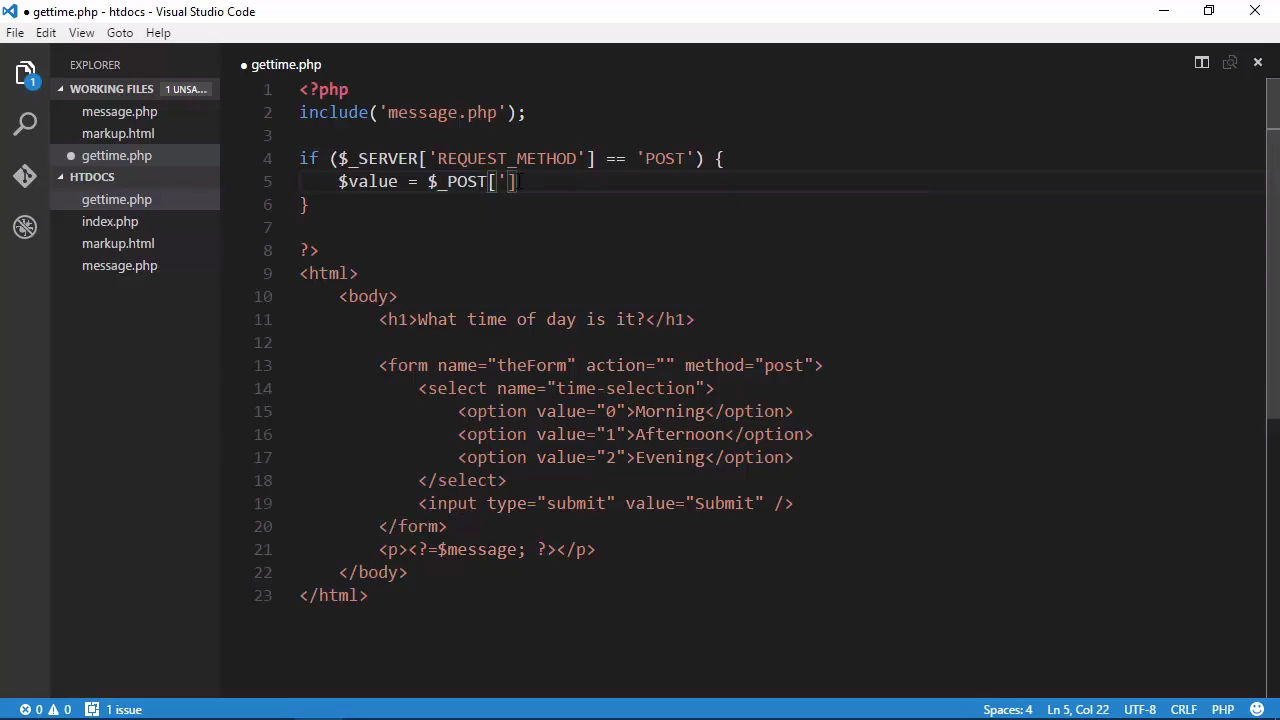 ● gettime.php - htdocs - Visual Studio Code
File Edit View Goto Help
EXPLORER
WORKING FILES 1 UNSA...
message.php
markup.html
gettime.php
HTDOCS
gettime.php
index.php
markup.html
message.php
1
● gettime.php
1 <?php
2 include('message.php');
3
4 if ($_SERVER['REQUEST_METHOD'] == 'POST') {
5     $value = $_POST[']
6 }
7
8 ?>
9 <html>
10     <body>
11         <h1>What time of day is it?</h1>
12
13         <form name="theForm" action="" method="post">
14             <select name="time-selection">
15                 <option value="0">Morning</option>
16                 <option value="1">Afternoon</option>
17                 <option value="2">Evening</option>
18             </select>
19             <input type="submit" value="Submit" />
20         </form>
21         <p><?=$message; ?></p>
22     </body>
23 </html>
0 0 1 issue Spaces: 4 Ln 5, Col 22 UTF-8 CRLF PHP